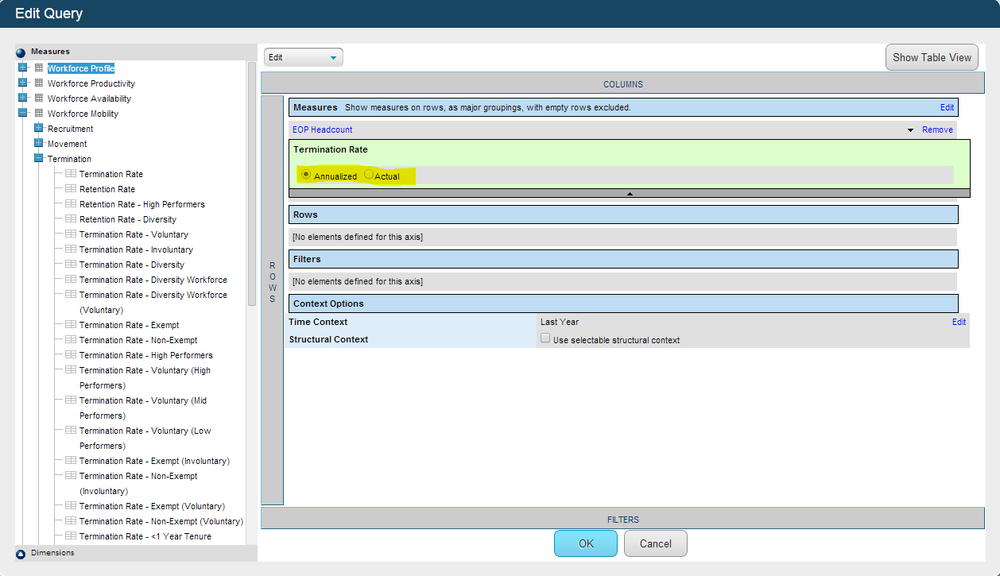 Edit Query
Measures
Workforce Profile
Workforce Productivity
Workforce Availability
Workforce Mobility
Recruitment
Movement
Termination
Termination Rate
Retention Rate
Retention Rate - High Performers
Retention Rate - Diversity
Termination Rate - Voluntary
Termination Rate - Involuntary
Termination Rate - Diversity
Termination Rate - Diversity Workforce
Termination Rate - Diversity Workforce
(Voluntary)
Termination Rate - Exempt
Termination Rate - Non-Exempt
Termination Rate - High Performers
Termination Rate - Voluntary (High
Performers)
Termination Rate - Voluntary (Mid
Performers)
Termination Rate - Voluntary (Low
Performers)
Termination Rate - Exempt (Involuntary)
Termination Rate - Non-Exempt
(Involuntary)
Termination Rate - Exempt (Voluntary)
Termination Rate - Non-Exempt (Voluntary)
Termination Rate - <1 Year Tenure
Dimensions
Edit
Show Table View
COLUMNS
ROWS
Measures Show measures on rows, as major groupings, with empty rows excluded. Edit
EOP Headcount Remove
Termination Rate
Annualized Actual
Rows
[No elements defined for this axis]
Filters
[No elements defined for this axis]
Context Options
Time Context Last Year Edit
Structural Context Use selectable structural context
FILTERS
OK Cancel